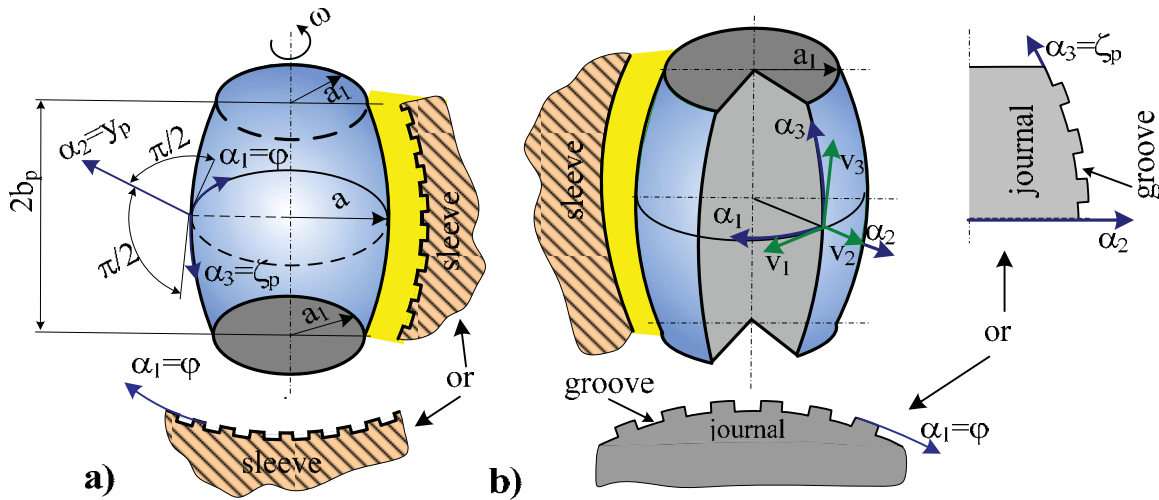 ω
a₁
α₂=yₚ
π/2
α₁=φ
2bₚ
a
π/2
α₃=ζₚ
sleeve
a₁
α₁=φ
or
sleeve
a)
a₁
sleeve
α₃
v₃
α₁
v₁
v₂
α₂
α₃=ζₚ
journal
groove
α₂
or
groove
journal
α₁=φ
b)